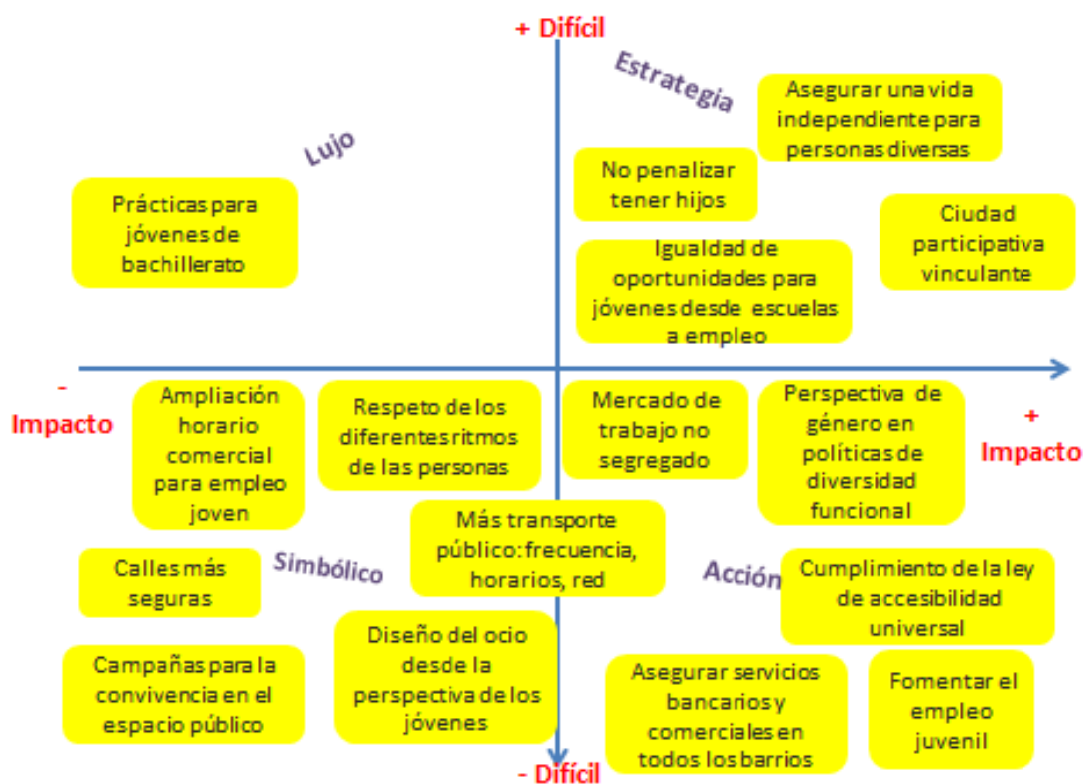 + Difícil
Estrategia
Asegurar una vida
independiente para
personas diversas
Lujo
No penalizar
tener hijos
Prácticas para
jóvenes de
bachillerato
Ciudad
participativa
vinculante
Igualdad de
oportunidades para
jóvenes desde escuelas
a empleo
-
Impacto
+
Impacto
Ampliación
horario
comercial
para empleo
joven
Respeto de los
diferentes ritmos
de las personas
Mercado de
trabajo no
segregado
Perspectiva de
género en
políticas de
diversidad
funcional
Más transporte
público: frecuencia,
horarios, red
Calles más
seguras
Simbólico
Acción
Cumplimiento de la ley
de accesibilidad
universal
Campañas para la
convivencia en el
espacio público
Diseño del ocio
desde la
perspectiva de los
jóvenes
Asegurar servicios
bancarios y
comerciales en
todos los barrios
Fomentar el
empleo
juvenil
- Difícil